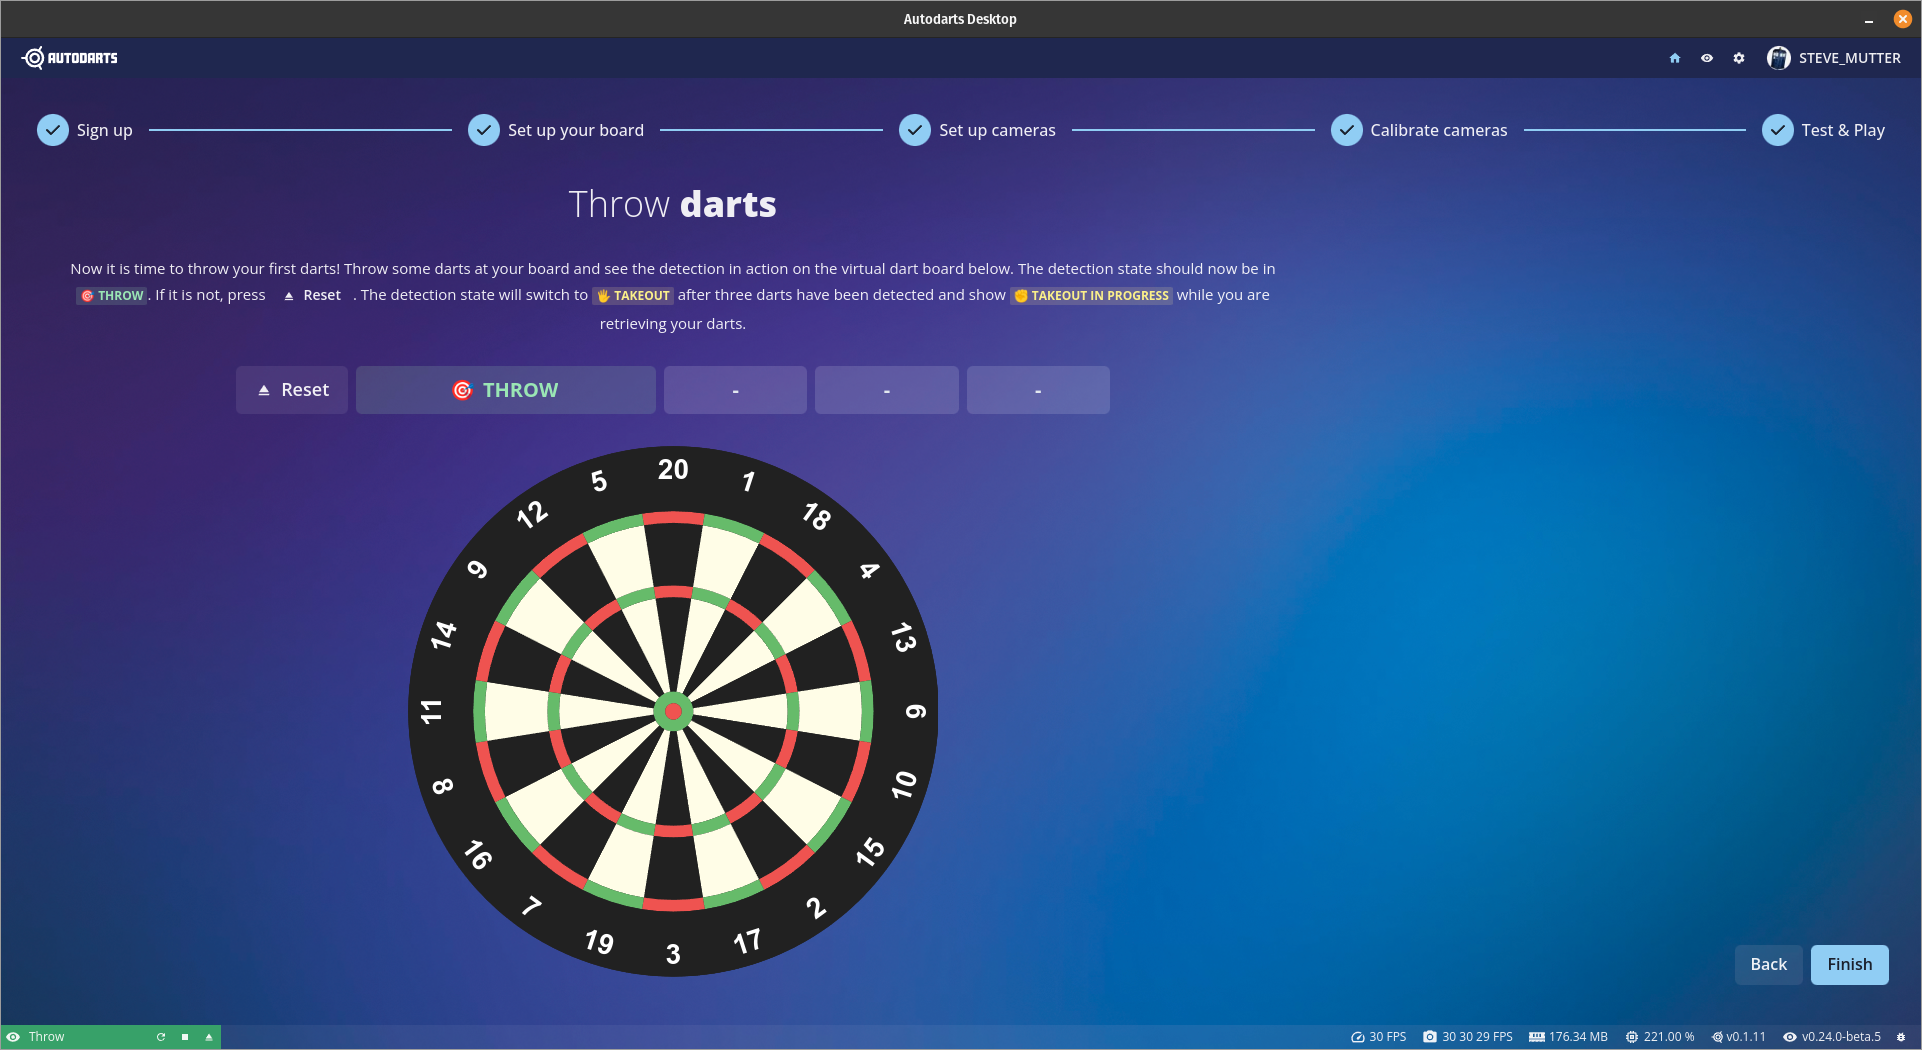 Autodarts Desktop
AUTODARTS
STEVE_MUTTER
Sign up
Set up your board
Set up cameras
Calibrate cameras
Test & Play
Throw darts
Now it is time to throw your first darts! Throw some darts at your board and see the detection in action on the virtual dart board below. The detection state should now be in
🎯 THROW. If it is not, press ⏏ Reset . The detection state will switch to 🖐 TAKEOUT after three darts have been detected and show ✊ TAKEOUT IN PROGRESS while you are
retrieving your darts.
Reset
🎯 THROW
-
-
-
20
1
18
4
13
6
10
15
2
17
3
19
7
16
8
11
14
9
12
5
Back
Finish
Throw
30 FPS
30 30 29 FPS
176.34 MB
221.00 %
v0.1.11
v0.24.0-beta.5